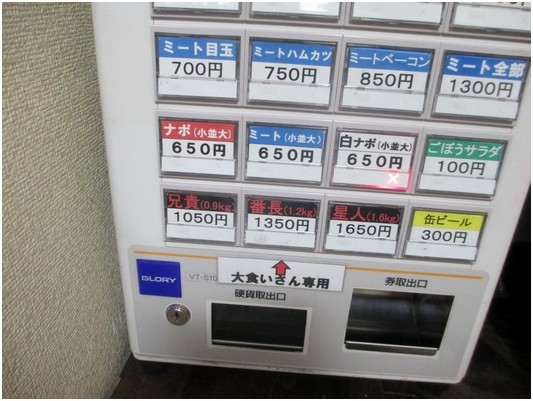 ミート目玉
700円
ミートハムカツ
750円
ミートベーコン
850円
ミート全部
1300円
ナポ(小並大)
650円
ミート(小並大)
650円
白ナポ(小並大)
650円
×
ごぼうサラダ
100円
兄貴(0.9kg)
1050円
番長(1.2kg)
1350円
星人(1.6kg)
1650円
缶ビール
300円
GLORY
VT-S10
大食いさん専用
硬貨取出口
券取出口